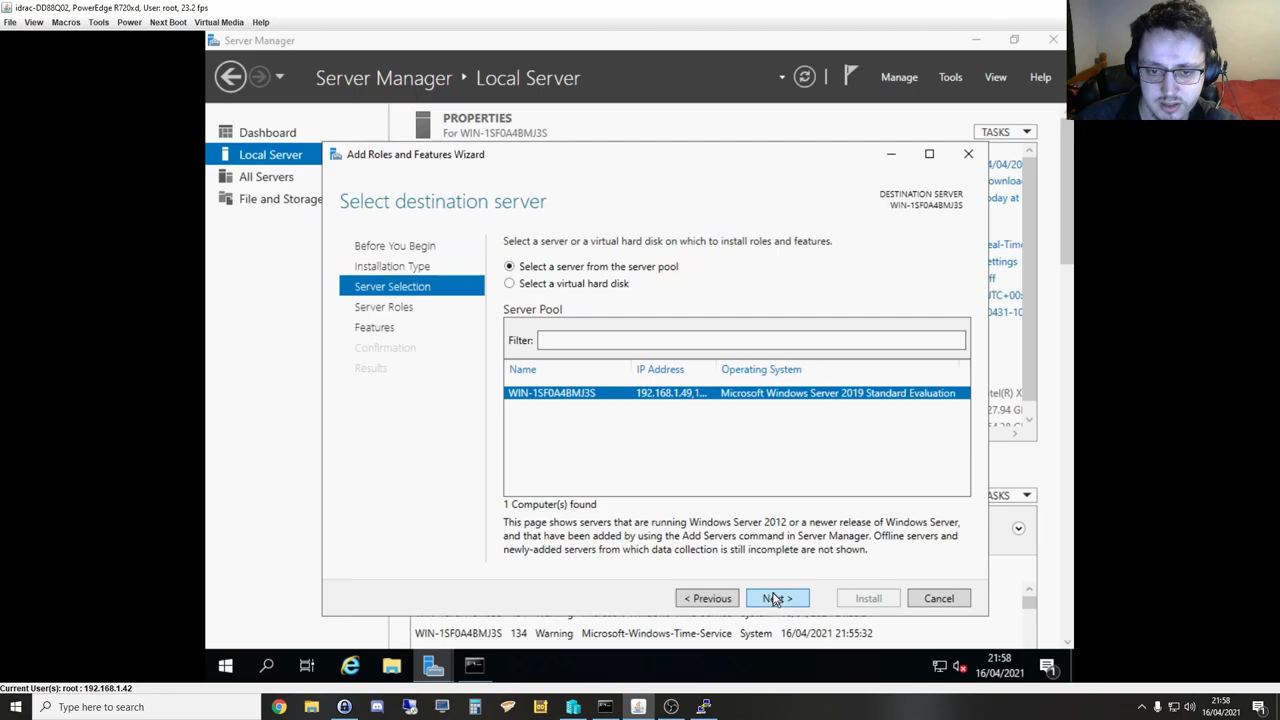 idrac-DD88Q02, PowerEdge R720xd, User: root, 23.2 fps
File View Macros Tools Power Next Boot Virtual Media Help
Server Manager
Server Manager ‣ Local Server
Manage Tools View Help
Dashboard
Local Server
All Servers
File and Storage
PROPERTIES
For WIN-1SF0A4BMJ3S
TASKS
Add Roles and Features Wizard
Select destination server
DESTINATION SERVER
WIN-1SF0A4BMJ3S
Before You Begin
Installation Type
Server Selection
Server Roles
Features
Confirmation
Results
Select a server or a virtual hard disk on which to install roles and features.
Select a server from the server pool
Select a virtual hard disk
Server Pool
Filter:
Name IP Address Operating System
WIN-1SF0A4BMJ3S 192.168.1.49,1... Microsoft Windows Server 2019 Standard Evaluation
1 Computer(s) found
This page shows servers that are running Windows Server 2012 or a newer release of Windows Server,
and that have been added by using the Add Servers command in Server Manager. Offline servers and
newly-added servers from which data collection is still incomplete are not shown.
< Previous Next > Install Cancel
WIN-1SF0A4BMJ3S 134 Warning Microsoft-Windows-Time-Service System 16/04/2021 21:55:32
21:58
16/04/2021
Current User(s): root : 192.168.1.42
Type here to search
21:58
16/04/2021